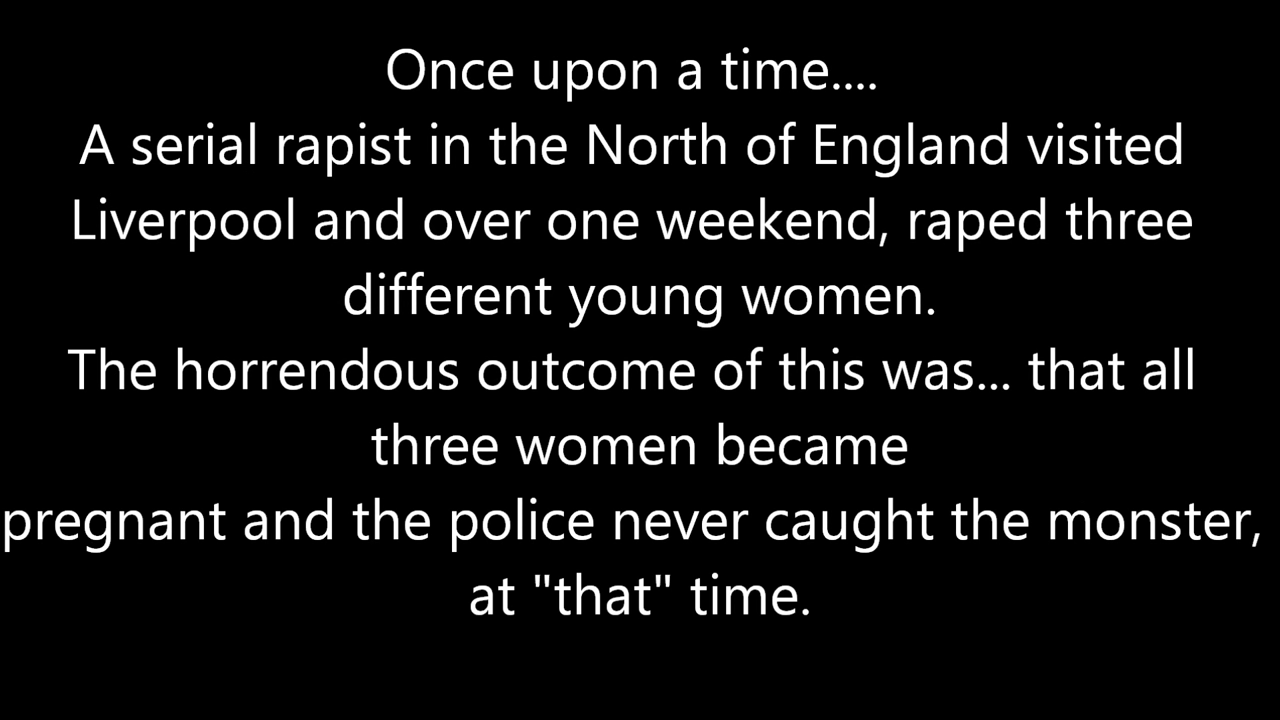 Once upon a time....
A serial rapist in the North of England visited
Liverpool and over one weekend, raped three
different young women.
The horrendous outcome of this was... that all
three women became
pregnant and the police never caught the monster,
at "that" time.